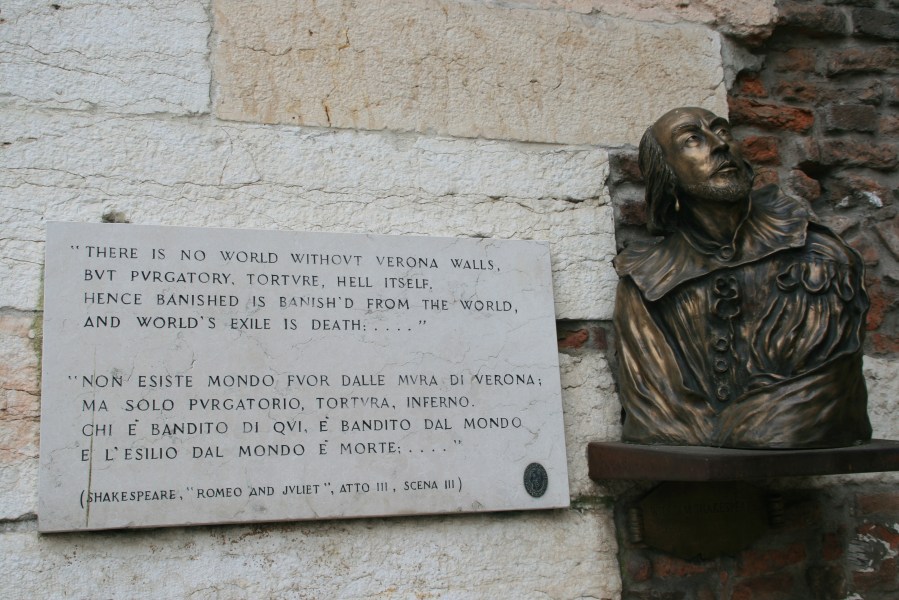 "THERE IS NO WORLD WITHOVT VERONA WALLS,
BVT PVRGATORY, TORTVRE, HELL ITSELF.
HENCE BANISHED IS BANISH'D FROM THE WORLD,
AND WORLD'S EXILE IS DEATH: . . . . "
"NON ESISTE MONDO FVOR DALLE MVRA DI VERONA;
MA SOLO PVRGATORIO, TORTVRA, INFERNO.
CHI È BANDITO DI QVI, È BANDITO DAL MONDO
E L'ESILIO DAL MONDO È MORTE: . . . . "
(SHAKESPEARE, "ROMEO AND JVLIET", ATTO III, SCENA III)